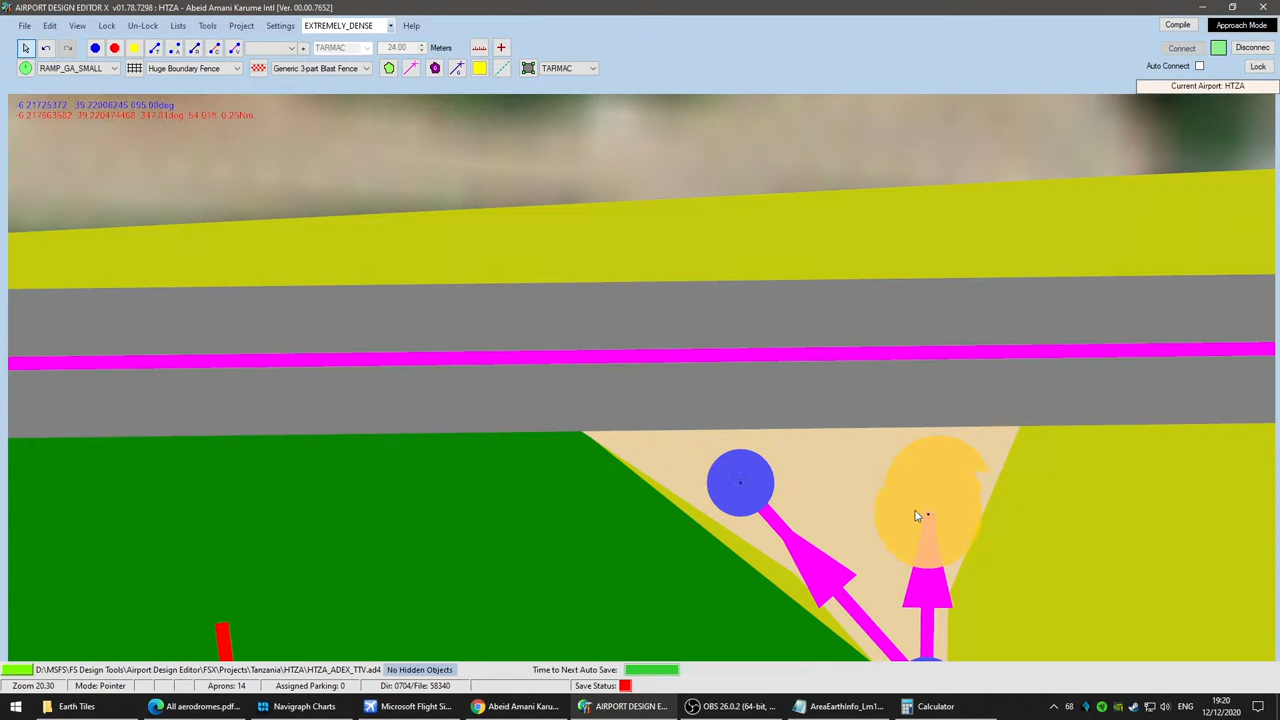 AIRPORT DESIGN EDITOR X v01.78.7298 : HTZA - Abeid Amani Karume Intl [Ver. 00.00.7652]
File Edit View Lock Un-Lock Lists Tools Project Settings EXTREMELY_DENSE Help
Compile Approach Mode
TARMAC 24.00 Meters
Connect Disconnec
RAMP_GA_SMALL Huge Boundary Fence Generic 3-part Blast Fence TARMAC
Auto Connect Lock
Current Airport: HTZA
-6.21725372 39.22006245 095.00deg
-6.217663582 39.220474468 347.81deg 54.01ft 0.25Nm
D:\MSFS\FS Design Tools\Airport Design Editor\FSX\Projects\Tanzania\HTZA\HTZA_ADEX_TTV.ad4 No Hidden Objects Time to Next Auto Save:
Zoom 20.30 Mode: Pointer Aprons: 14 Assigned Parking: 0 Dir: 0704/File: 58340 Save Status:
Earth Tiles All aerodromes.pdf... Navigraph Charts Microsoft Flight Si... Abeid Amani Karu... AIRPORT DESIGN E... OBS 26.0.2 (64-bit, ... AreaEarthInfo_Lm1... Calculator 68 19:20
12/12/2020